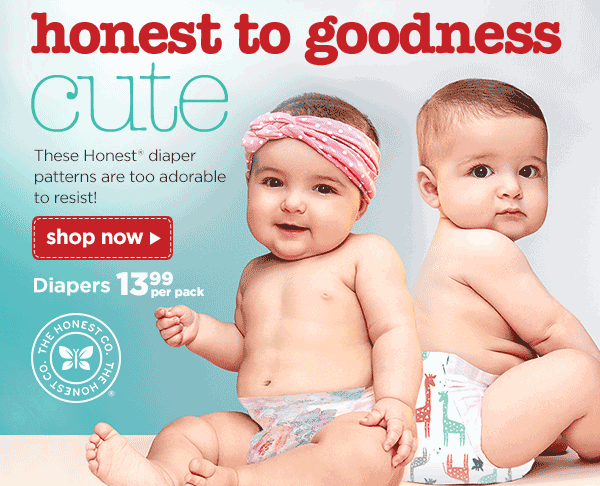 honest to goodness
cute
These Honest® diaper
patterns are too adorable
to resist!
shop now
Diapers 13.99
per pack
THE HONEST CO. THE HONEST CO. ®